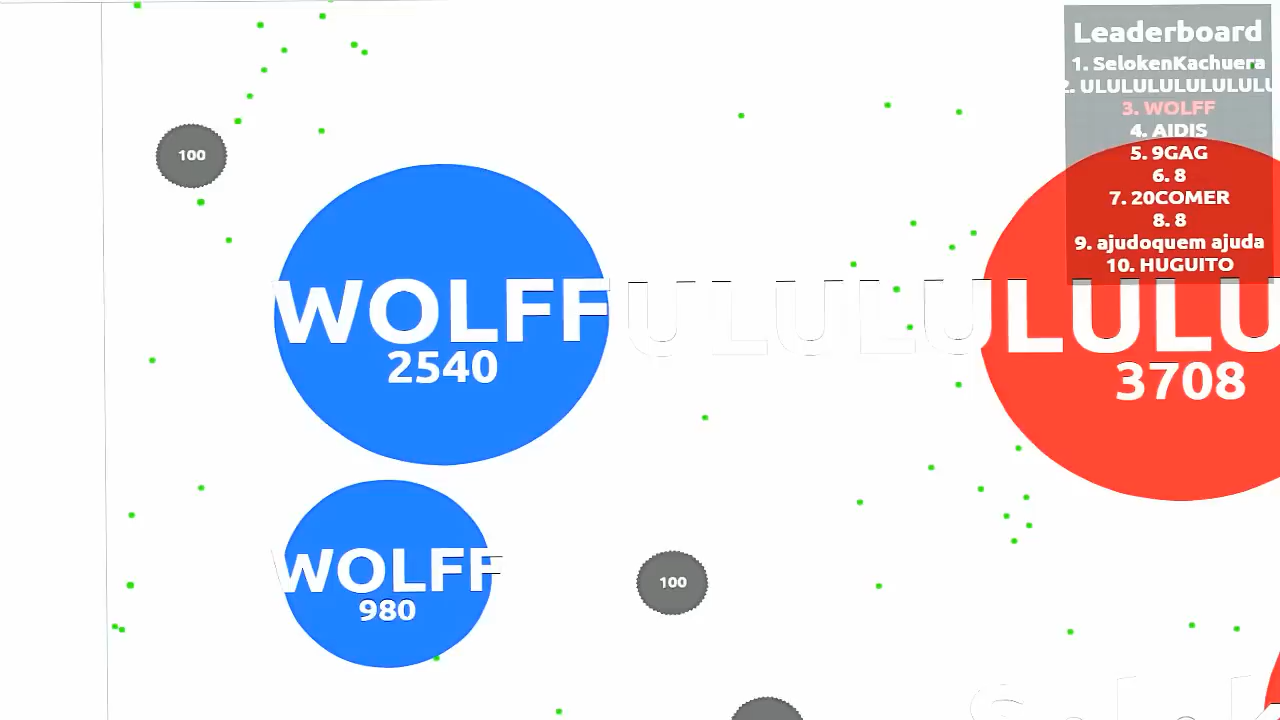 Leaderboard
1. SelokenKachuera
2. ULULULULULULULU
3. WOLFF
4. AIDIS
5. 9GAG
6. 8
7. 20COMER
8. 8
9. ajudoquem ajuda
10. HUGUITO
100
WOLFF
2540
ULULULULULU
3708
WOLFF
980
100